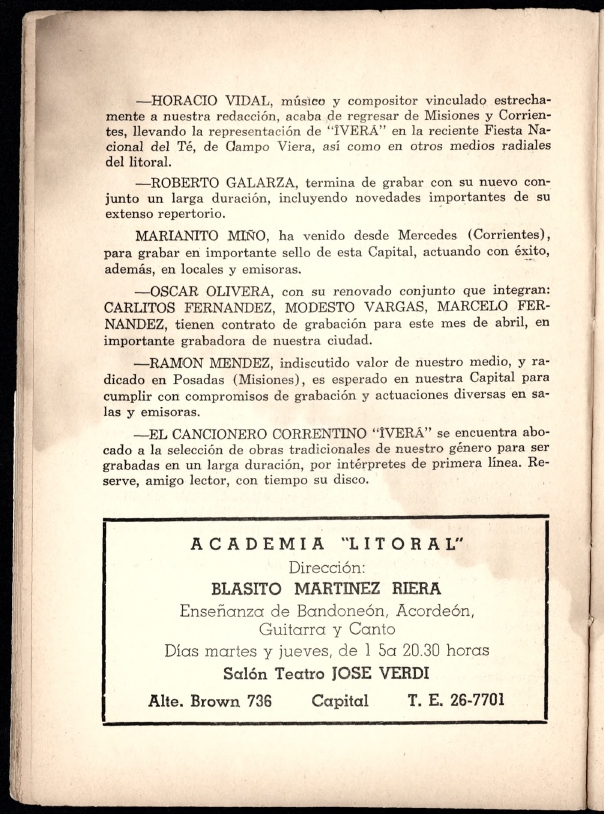 —HORACIO VIDAL, músico y compositor vinculado estrecha-
mente a nuestra redacción, acaba de regresar de Misiones y Corrien-
tes, llevando la representación de "ÎVERÁ" en la reciente Fiesta Na-
cional del Té, de Campo Viera, así como en otros medios radiales
del litoral.
—ROBERTO GALARZA, termina de grabar con su nuevo con-
junto un larga duración, incluyendo novedades importantes de su
extenso repertorio.
MARIANITO MIÑO, ha venido desde Mercedes (Corrientes),
para grabar en importante sello de esta Capital, actuando con éxito,
además, en locales y emisoras.
—OSCAR OLIVERA, con su renovado conjunto que integran:
CARLITOS FERNANDEZ, MODESTO VARGAS, MARCELO FER-
NANDEZ, tienen contrato de grabación para este mes de abril, en
importante grabadora de nuestra ciudad.
—RAMON MENDEZ, indiscutido valor de nuestro medio, y ra-
dicado en Posadas (Misiones), es esperado en nuestra Capital para
cumplir con compromisos de grabación y actuaciones diversas en sa-
las y emisoras.
—EL CANCIONERO CORRENTINO "ÎVERÁ" se encuentra abo-
cado a la selección de obras tradicionales de nuestro género para ser
grabadas en un larga duración, por intérpretes de primera línea. Re-
serve, amigo lector, con tiempo su disco.
ACADEMIA "LITORAL"
Dirección:
BLASITO MARTINEZ RIERA
Enseñanza de Bandoneón, Acordeón,
Guitarra y Canto
Días martes y jueves, de 1 5a 20.30 horas
Salón Teatro JOSE VERDI
Alte. Brown 736 Capital T. E. 26-7701